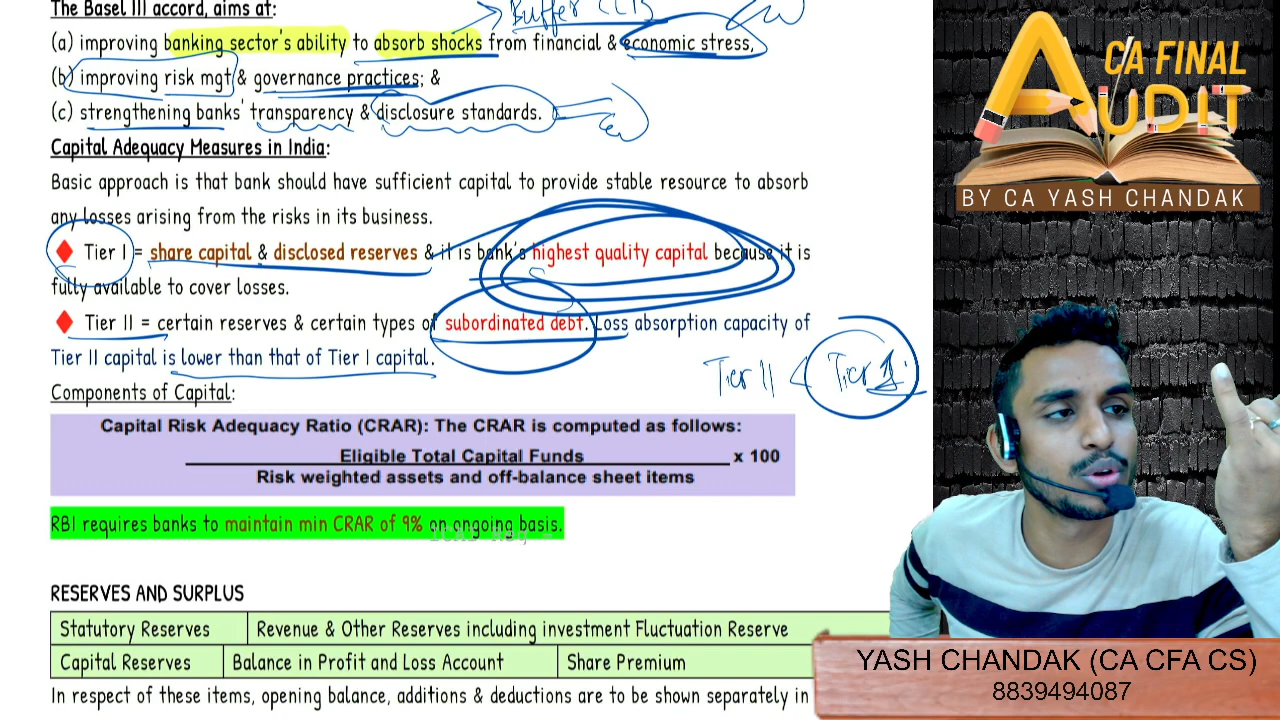 The Basel III accord, aims at:
Buffer
(a) improving banking sector's ability to absorb shocks from financial & economic stress,
(b) improving risk mgt & governance practices; &
(c) strengthening banks' transparency & disclosure standards.
Capital Adequacy Measures in India:
Basic approach is that bank should have sufficient capital to provide stable resource to absorb
any losses arising from the risks in its business.
Tier I = share capital & disclosed reserves & it is bank's highest quality capital because it is
fully available to cover losses.
Tier II = certain reserves & certain types of subordinated debt. Loss absorption capacity of
Tier II capital is lower than that of Tier I capital.
Tier II < Tier 1.
Components of Capital:
Capital Risk Adequacy Ratio (CRAR): The CRAR is computed as follows:
Eligible Total Capital Funds x 100
Risk weighted assets and off-balance sheet items
RBI requires banks to maintain min CRAR of 9% on ongoing basis.
RESERVES AND SURPLUS
Statutory Reserves Revenue & Other Reserves including investment Fluctuation Reserve
Capital Reserves Balance in Profit and Loss Account Share Premium
In respect of these items, opening balance, additions & deductions are to be shown separately in
CA FINAL
AUDIT
BY CA YASH CHANDAK
YASH CHANDAK (CA CFA CS)
8839494087